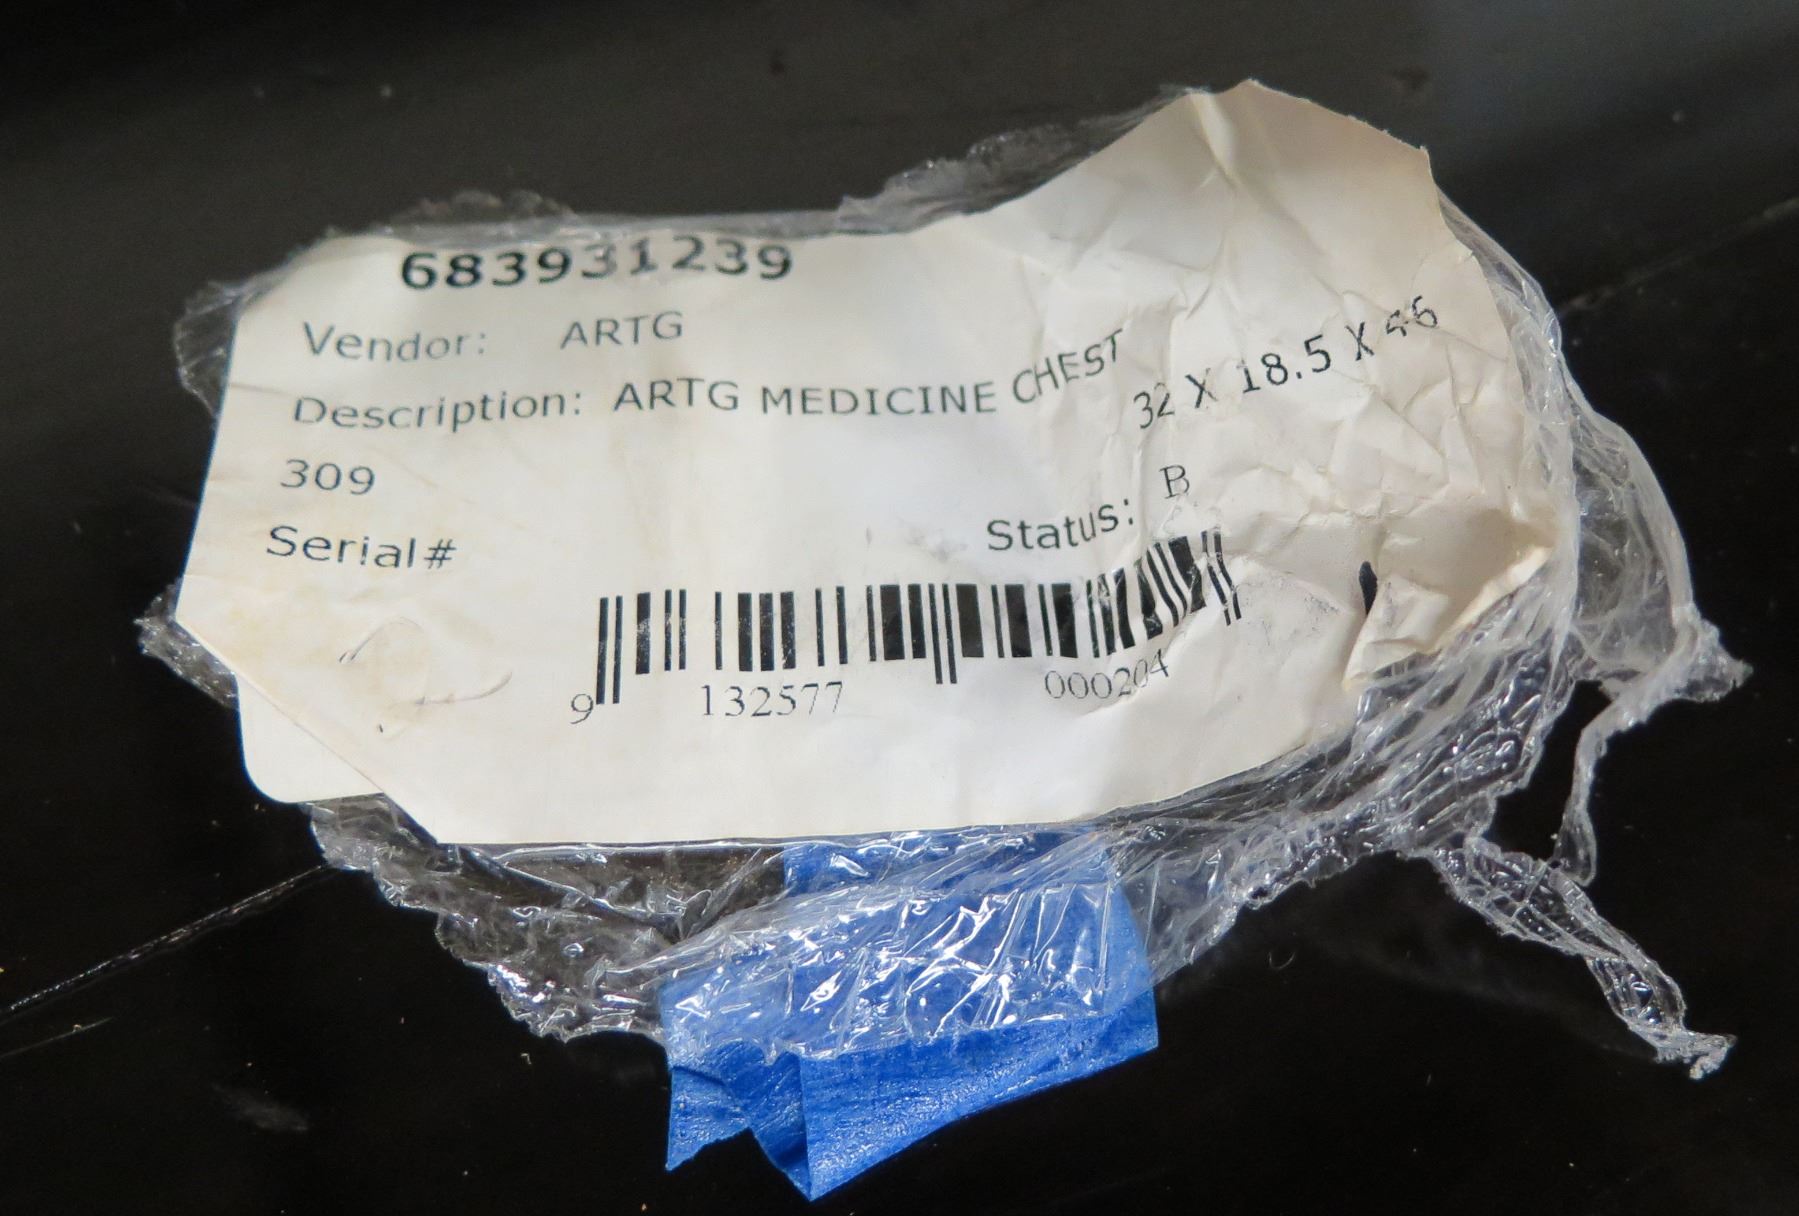 683931239
Vendor: ARTG
Description: ARTG MEDICINE CHEST 32 X 18.5 X 46
309
Serial# Status: B
9 132577 000204